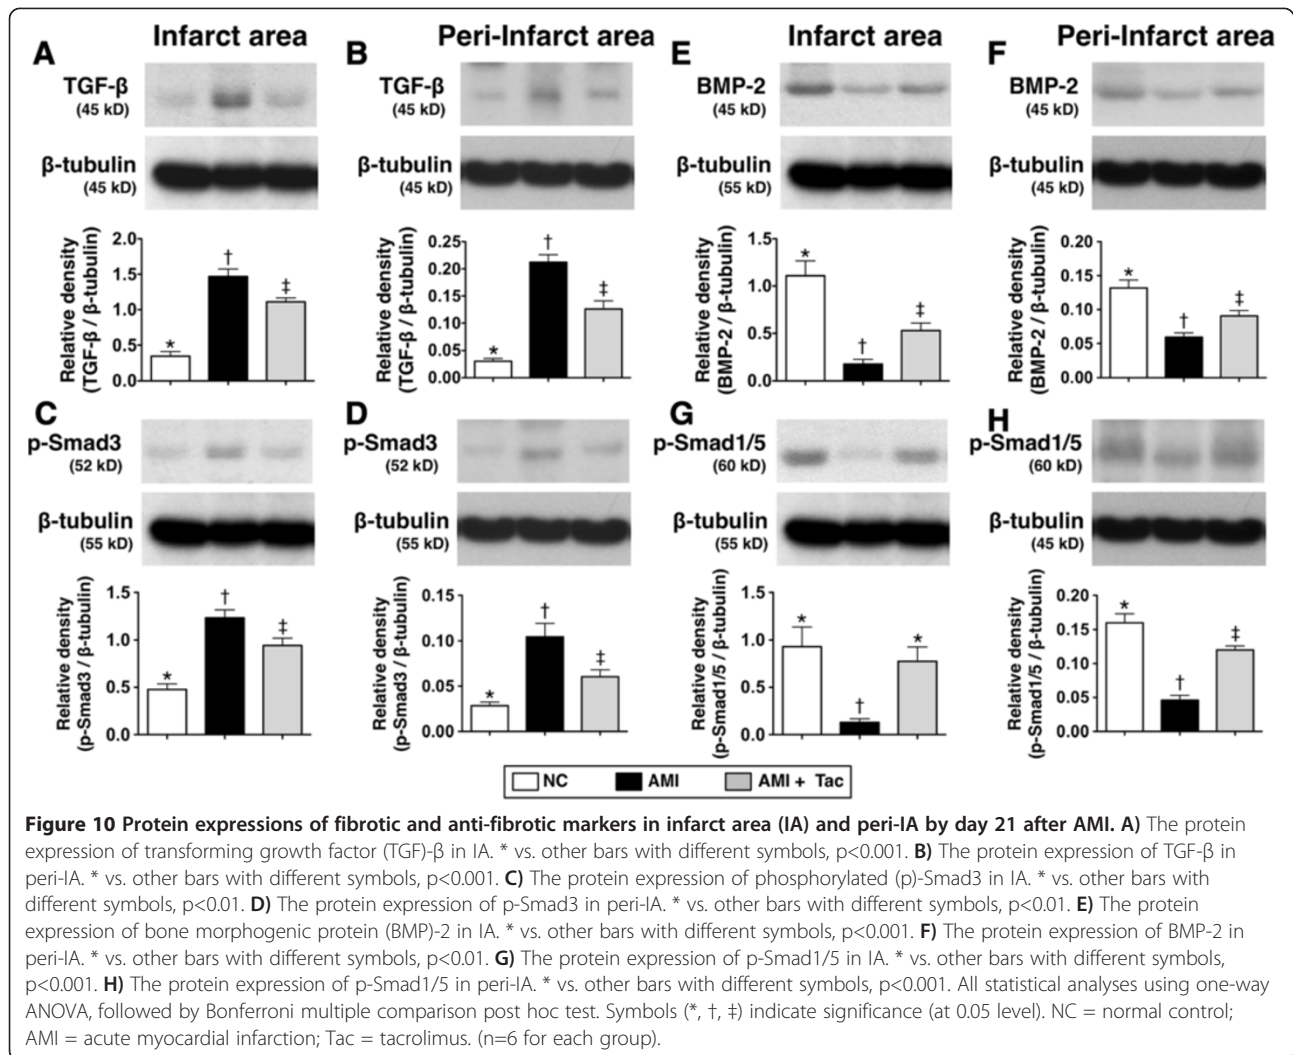 A Infarct area
TGF-β
(45 kD)
β-tubulin
(45 kD)
Relative density
(TGF-β / β-tubulin)
2.0
1.5
1.0
0.5
0.0
*
†
‡
B Peri-Infarct area
TGF-β
(45 kD)
β-tubulin
(45 kD)
Relative density
(TGF-β / β-tubulin)
0.25
0.20
0.15
0.10
0.05
0.00
*
†
‡
E Infarct area
BMP-2
(45 kD)
β-tubulin
(55 kD)
Relative density
(BMP-2 / β-tubulin)
1.5
1.0
0.5
0.0
*
†
‡
F Peri-Infarct area
BMP-2
(45 kD)
β-tubulin
(45 kD)
Relative density
(BMP-2 / β-tubulin)
0.20
0.15
0.10
0.05
0.00
*
†
‡
C
p-Smad3
(52 kD)
β-tubulin
(55 kD)
Relative density
(p-Smad3 / β-tubulin)
1.5
1.0
0.5
0.0
*
†
‡
D
p-Smad3
(52 kD)
β-tubulin
(55 kD)
Relative density
(p-Smad3 / β-tubulin)
0.15
0.10
0.05
0.00
*
†
‡
G
p-Smad1/5
(60 kD)
β-tubulin
(55 kD)
Relative density
(p-Smad1/5 / β-tubulin)
1.5
1.0
0.5
0.0
*
†
*
H
p-Smad1/5
(60 kD)
β-tubulin
(45 kD)
Relative density
(p-Smad1/5 / β-tubulin)
0.20
0.15
0.10
0.05
0.00
*
†
‡
NC AMI AMI + Tac
Figure 10 Protein expressions of fibrotic and anti-fibrotic markers in infarct area (IA) and peri-IA by day 21 after AMI. A) The protein
expression of transforming growth factor (TGF)-β in IA. * vs. other bars with different symbols, p<0.001. B) The protein expression of TGF-β in
peri-IA. * vs. other bars with different symbols, p<0.001. C) The protein expression of phosphorylated (p)-Smad3 in IA. * vs. other bars with
different symbols, p<0.01. D) The protein expression of p-Smad3 in peri-IA. * vs. other bars with different symbols, p<0.01. E) The protein
expression of bone morphogenic protein (BMP)-2 in IA. * vs. other bars with different symbols, p<0.001. F) The protein expression of BMP-2 in
peri-IA. * vs. other bars with different symbols, p<0.01. G) The protein expression of p-Smad1/5 in IA. * vs. other bars with different symbols,
p<0.001. H) The protein expression of p-Smad1/5 in peri-IA. * vs. other bars with different symbols, p<0.001. All statistical analyses using one-way
ANOVA, followed by Bonferroni multiple comparison post hoc test. Symbols (*, †, ‡) indicate significance (at 0.05 level). NC = normal control;
AMI = acute myocardial infarction; Tac = tacrolimus. (n=6 for each group).